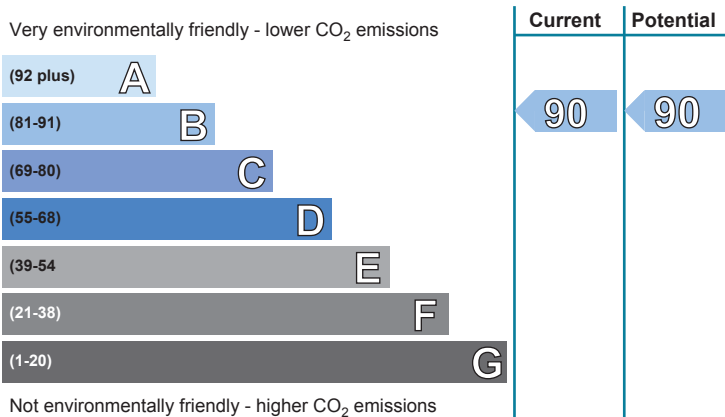 Very environmentally friendly - lower CO2 emissions
Current
Potential
(92 plus) A
(81-91) B
90
90
(69-80) C
(55-68) D
(39-54 E
(21-38) F
(1-20) G
Not environmentally friendly - higher CO2 emissions